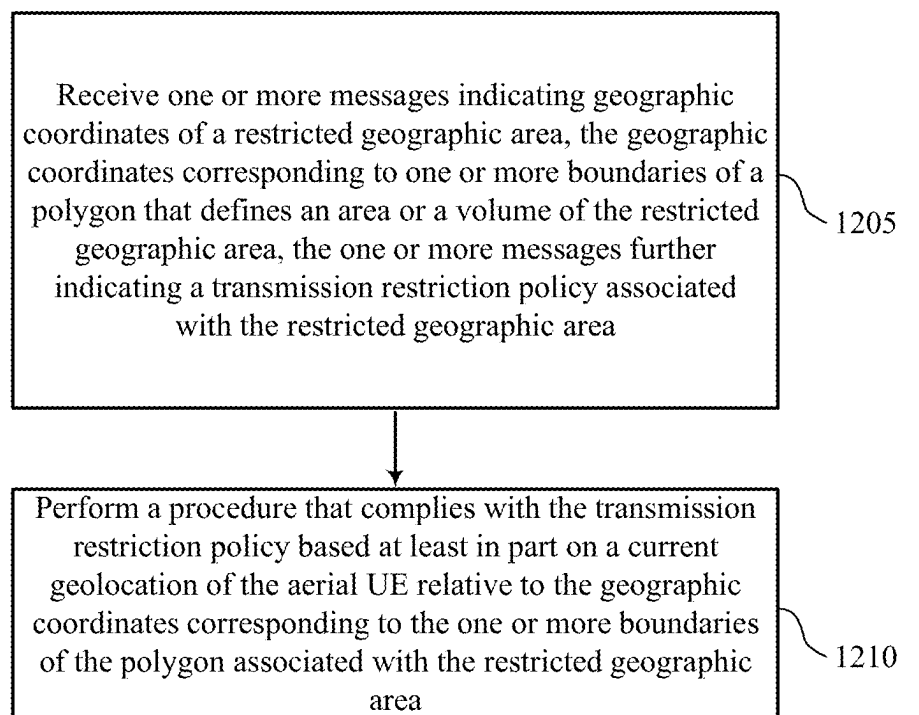 Receive one or more messages indicating geographic
coordinates of a restricted geographic area, the geographic
coordinates corresponding to one or more boundaries of a
polygon that defines an area or a volume of the restricted
geographic area, the one or more messages further
indicating a transmission restriction policy associated
with the restricted geographic area
1205
Perform a procedure that complies with the transmission
restriction policy based at least in part on a current
geolocation of the aerial UE relative to the geographic
coordinates corresponding to the one or more boundaries
of the polygon associated with the restricted geographic
area
1210